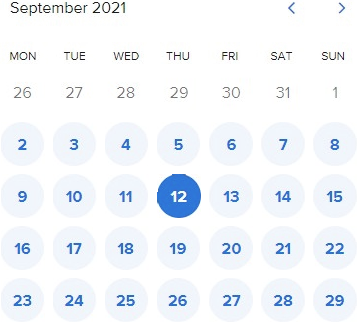 September 2021
MON TUE WED THU FRI SAT SUN
26 27 28 29 30 31 1
2 3 4 5 6 7 8
9 10 11 12 13 14 15
16 17 18 19 20 21 22
23 24 25 26 27 28 29